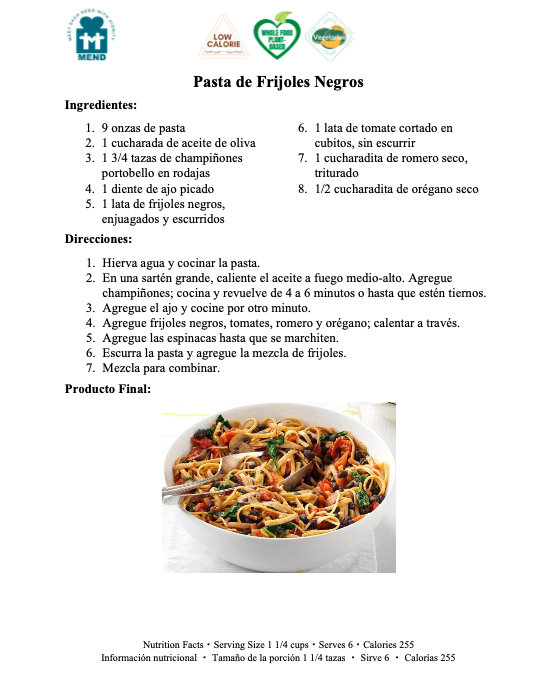 MEET EACH NEED WITH DIGNITY
MEND
LOW
CALORIE
WHOLE FOOD
PLANT-
BASED
Vegetarian
Pasta de Frijoles Negros
Ingredientes:
1. 9 onzas de pasta
2. 1 cucharada de aceite de oliva
3. 1 3/4 tazas de champiñones
portobello en rodajas
4. 1 diente de ajo picado
5. 1 lata de frijoles negros,
enjuagados y escurridos
6. 1 lata de tomate cortado en
cubitos, sin escurrir
7. 1 cucharadita de romero seco,
triturado
8. 1/2 cucharadita de orégano seco
Direcciones:
1. Hierva agua y cocinar la pasta.
2. En una sartén grande, caliente el aceite a fuego medio-alto. Agregue
champiñones; cocina y revuelve de 4 a 6 minutos o hasta que estén tiernos.
3. Agregue el ajo y cocine por otro minuto.
4. Agregue frijoles negros, tomates, romero y orégano; calentar a través.
5. Agregue las espinacas hasta que se marchiten.
6. Escurra la pasta y agregue la mezcla de frijoles.
7. Mezcla para combinar.
Producto Final:
Nutrition Facts • Serving Size 1 1/4 cups • Serves 6 • Calories 255
Información nutricional • Tamaño de la porción 1 1/4 tazas • Sirve 6 • Calorías 255